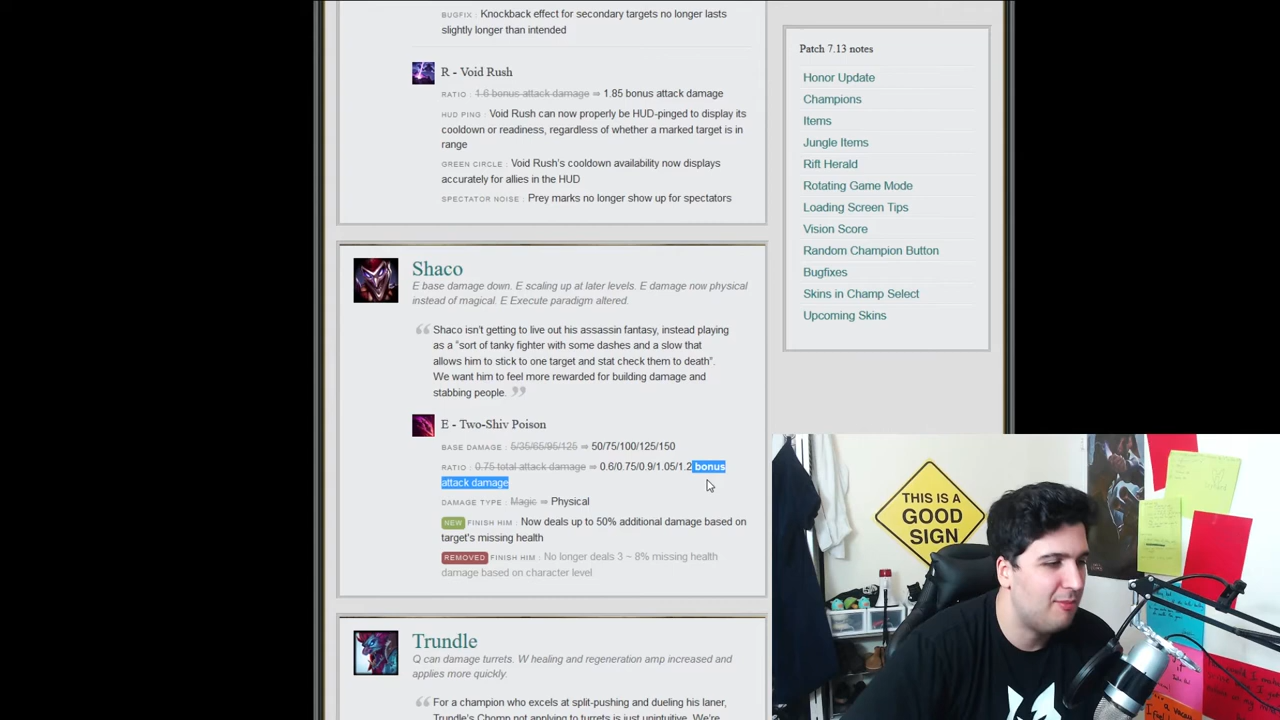 BUGFIX : Knockback effect for secondary targets no longer lasts
slightly longer than intended
R - Void Rush
RATIO : 1.6 bonus attack damage ⇒ 1.85 bonus attack damage
HUD PING : Void Rush can now properly be HUD-pinged to display its
cooldown or readiness, regardless of whether a marked target is in
range
GREEN CIRCLE : Void Rush's cooldown availability now displays
accurately for allies in the HUD
SPECTATOR NOISE : Prey marks no longer show up for spectators
Shaco
E base damage down. E scaling up at later levels. E damage now physical
instead of magical. E Execute paradigm altered.
Shaco isn't getting to live out his assassin fantasy, instead playing
as a "sort of tanky fighter with some dashes and a slow that
allows him to stick to one target and stat check them to death".
We want him to feel more rewarded for building damage and
stabbing people.
E - Two-Shiv Poison
BASE DAMAGE : 5/35/65/95/125 ⇒ 50/75/100/125/150
RATIO : 0.75 total attack damage ⇒ 0.6/0.75/0.9/1.05/1.2 bonus
attack damage
DAMAGE TYPE : Magic ⇒ Physical
NEW FINISH HIM : Now deals up to 50% additional damage based on
target's missing health
REMOVED FINISH HIM : No longer deals 3 ~ 8% missing health
damage based on character level
Trundle
Q can damage turrets. W healing and regeneration amp increased and
applies more quickly.
For a champion who excels at split-pushing and dueling his laner,
Trundle's Chomp not applying to turrets is just unintuitive. We're
Patch 7.13 notes
Honor Update
Champions
Items
Jungle Items
Rift Herald
Rotating Game Mode
Loading Screen Tips
Vision Score
Random Champion Button
Bugfixes
Skins in Champ Select
Upcoming Skins
THIS IS A
GOOD
SIGN